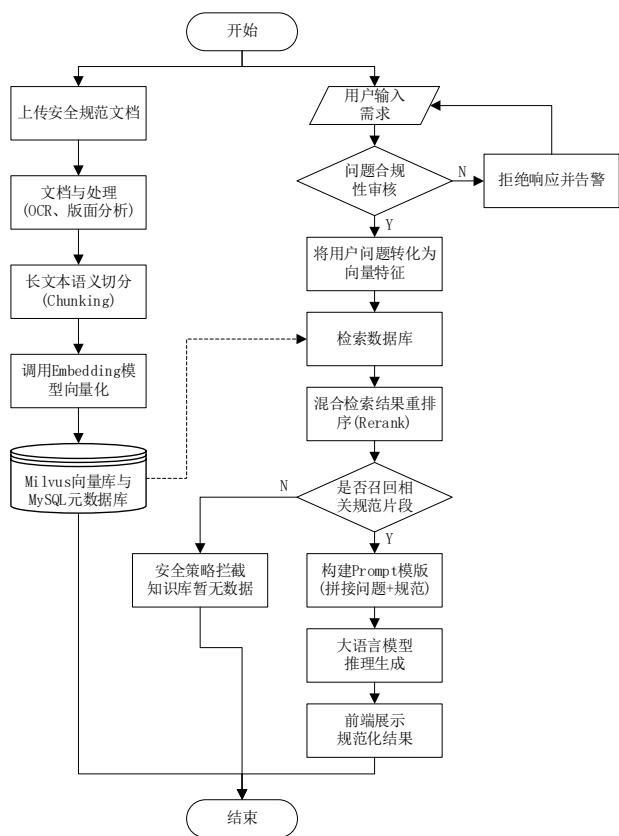 开始
上传安全规范文档
文档与处理
(OCR、版面分析)
长文本语义切分
(Chunking)
调用Embedding模
型向量化
Milvus向量库与
MySQL元数据库
用户输入
需求
问题合规
性审核
N
拒绝响应并告警
Y
将用户问题转化为
向量特征
检索数据库
混合检索结果重排
序(Rerank)
是否召回相
关规范片段
N
安全策略拦截
知识库暂无数据
Y
构建Prompt模版
(拼接问题+规范)
大语言模型
推理生成
前端展示
规范化结果
结束